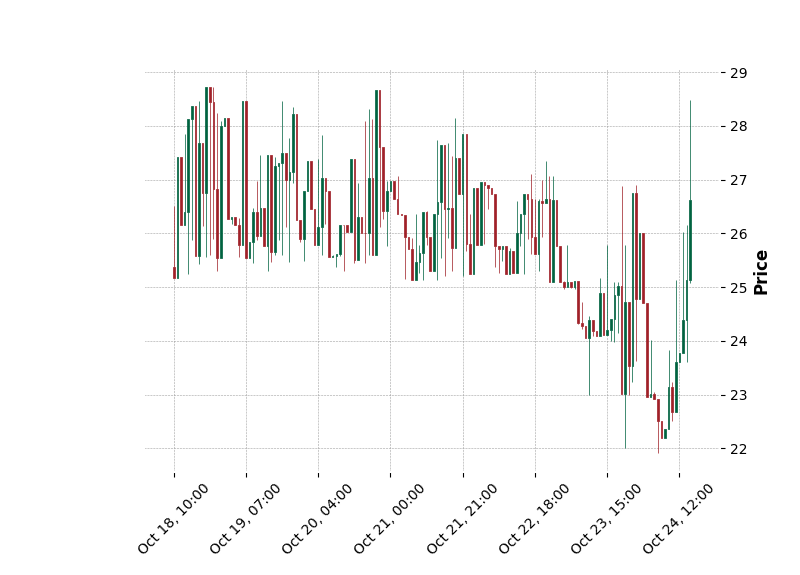 29
28
27
26
25
24
23
22
Price
Oct 18, 10:00
Oct 19, 07:00
Oct 20, 04:00
Oct 21, 00:00
Oct 21, 21:00
Oct 22, 18:00
Oct 23, 15:00
Oct 24, 12:00